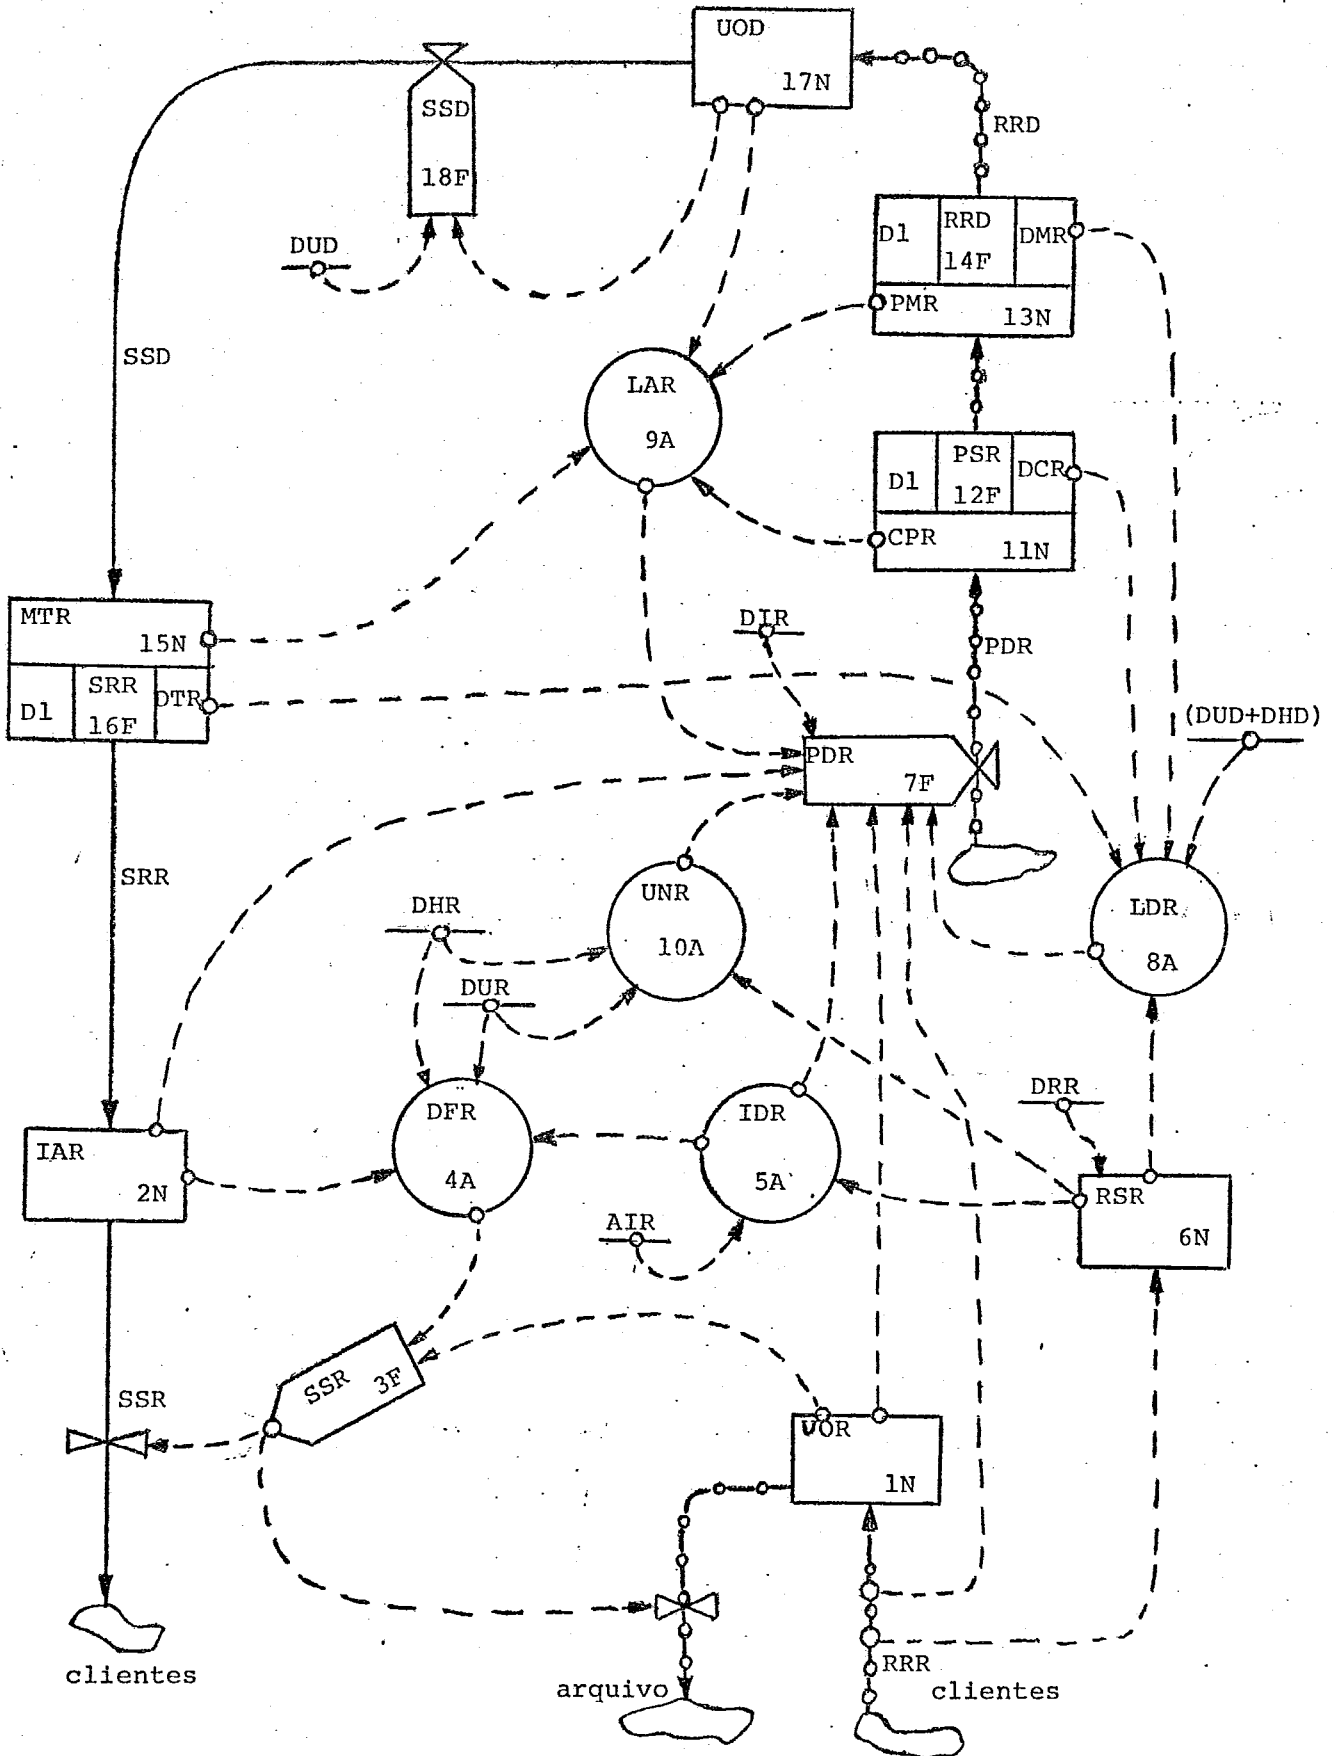 UOD
17N
SSD
18F
RRD
DUD
D1
RRD
14F
DMR
PMR
13N
SSD
LAR
9A
D1
PSR
12F
DCR
CPR
11N
MTR
15N
D1
SRR
16F
DTR
DIR
PDR
(DUD+DHD)
PDR
7F
SRR
DHR
UNR
10A
LDR
8A
DUR
DRR
DFR
4A
IDR
5A
IAR
2N
AIR
RSR
6N
SSR
SSR
3F
UOR
1N
clientes
arquivo
RRR
clientes